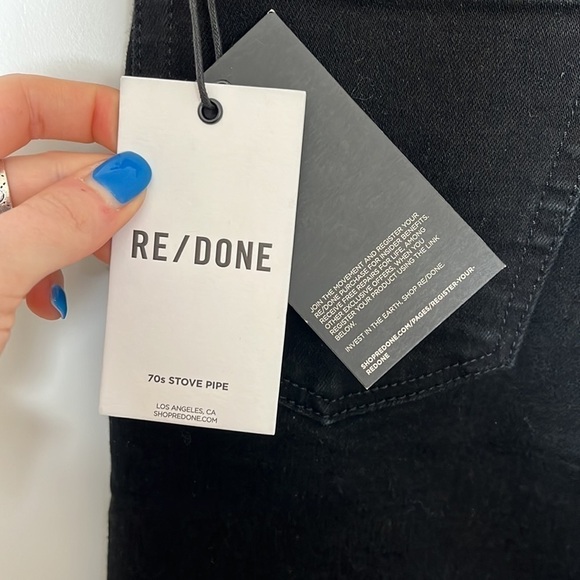 RE/DONE
70s STOVE PIPE
LOS ANGELES, CA
SHOPREDONE.COM
JOIN THE MOVEMENT AND REGISTER YOUR
RE/DONE PURCHASE FOR INSIDER BENEFITS.
RECEIVE FREE REPAIRS FOR LIFE, AMONG
OTHER EXCLUSIVE OFFERS, WHEN YOU
REGISTER YOUR PRODUCT USING THE LINK
BELOW.
INVEST IN THE EARTH, SHOP RE/DONE.
SHOPREDONE.COM/PAGES/REGISTER-YOUR-
REDONE